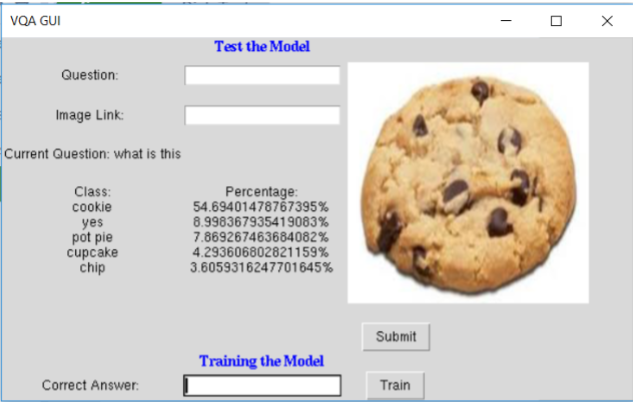 VQA GUI
Test the Model
Question:
Image Link:
Current Question: what is this
Class: Percentage:
cookie 54.69401478767395%
yes 8.998367935419083%
pot pie 7.869267463684082%
cupcake 4.293606802821159%
chip 3.6059316247701645%
Submit
Training the Model
Correct Answer: Train